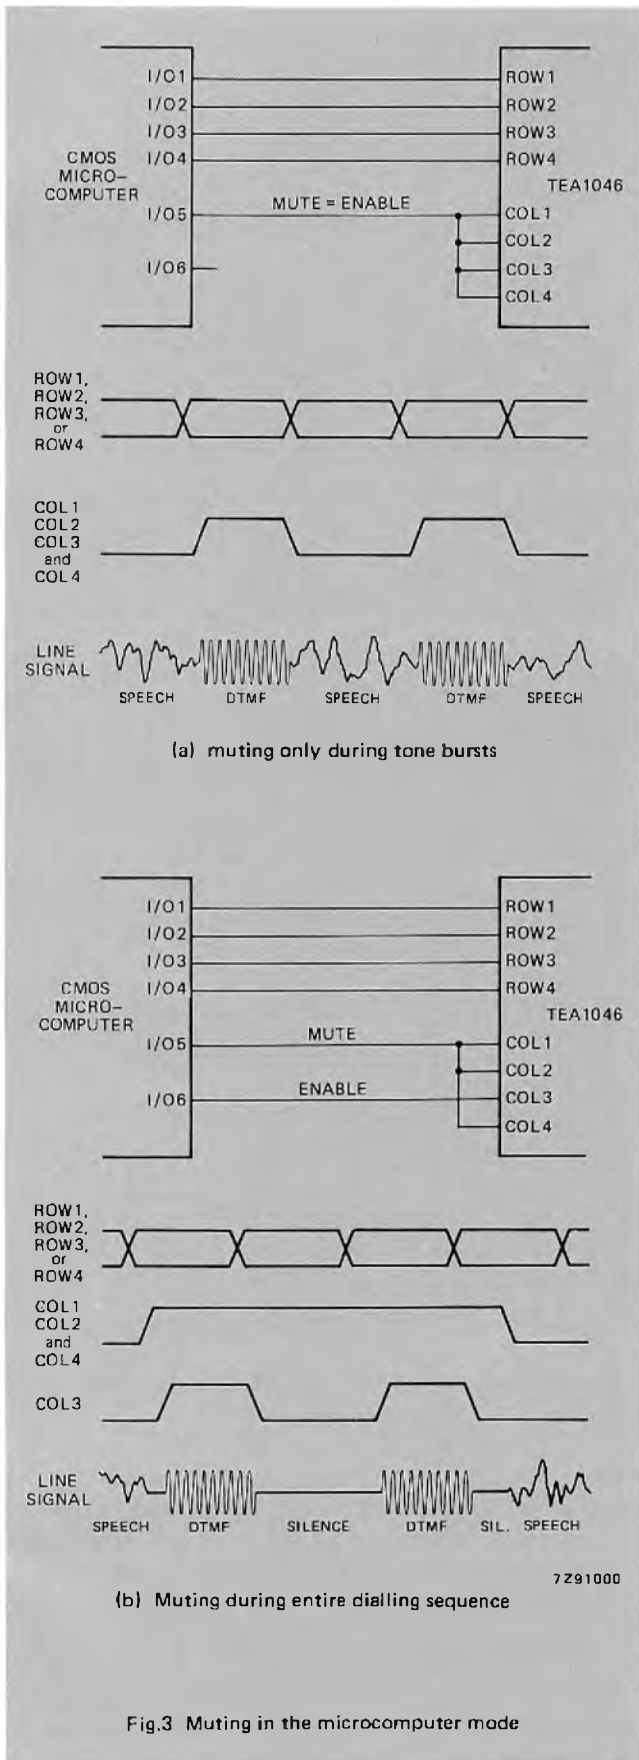 I/O1 ROW1
I/O2 ROW2
I/O3 ROW3
CMOS I/O4 ROW4
MICRO-
COMPUTER TEA1046
I/O5 MUTE = ENABLE COL1
COL2
I/O6 COL3
COL4
ROW1,
ROW2,
ROW3,
or
ROW4
COL1
COL2
COL3
and
COL4
LINE
SIGNAL
SPEECH DTMF SPEECH DTMF SPEECH
(a) muting only during tone bursts
I/O1 ROW1
I/O2 ROW2
I/O3 ROW3
CMOS I/O4 ROW4
MICRO-
COMPUTER TEA1046
I/O5 MUTE COL1
COL2
I/O6 ENABLE COL3
COL4
ROW1,
ROW2,
ROW3,
or
ROW4
COL1
COL2
and
COL4
COL3
LINE
SIGNAL
SPEECH DTMF SILENCE DTMF SIL. SPEECH
7Z91000
(b) Muting during entire dialling sequence
Fig.3 Muting in the microcomputer mode